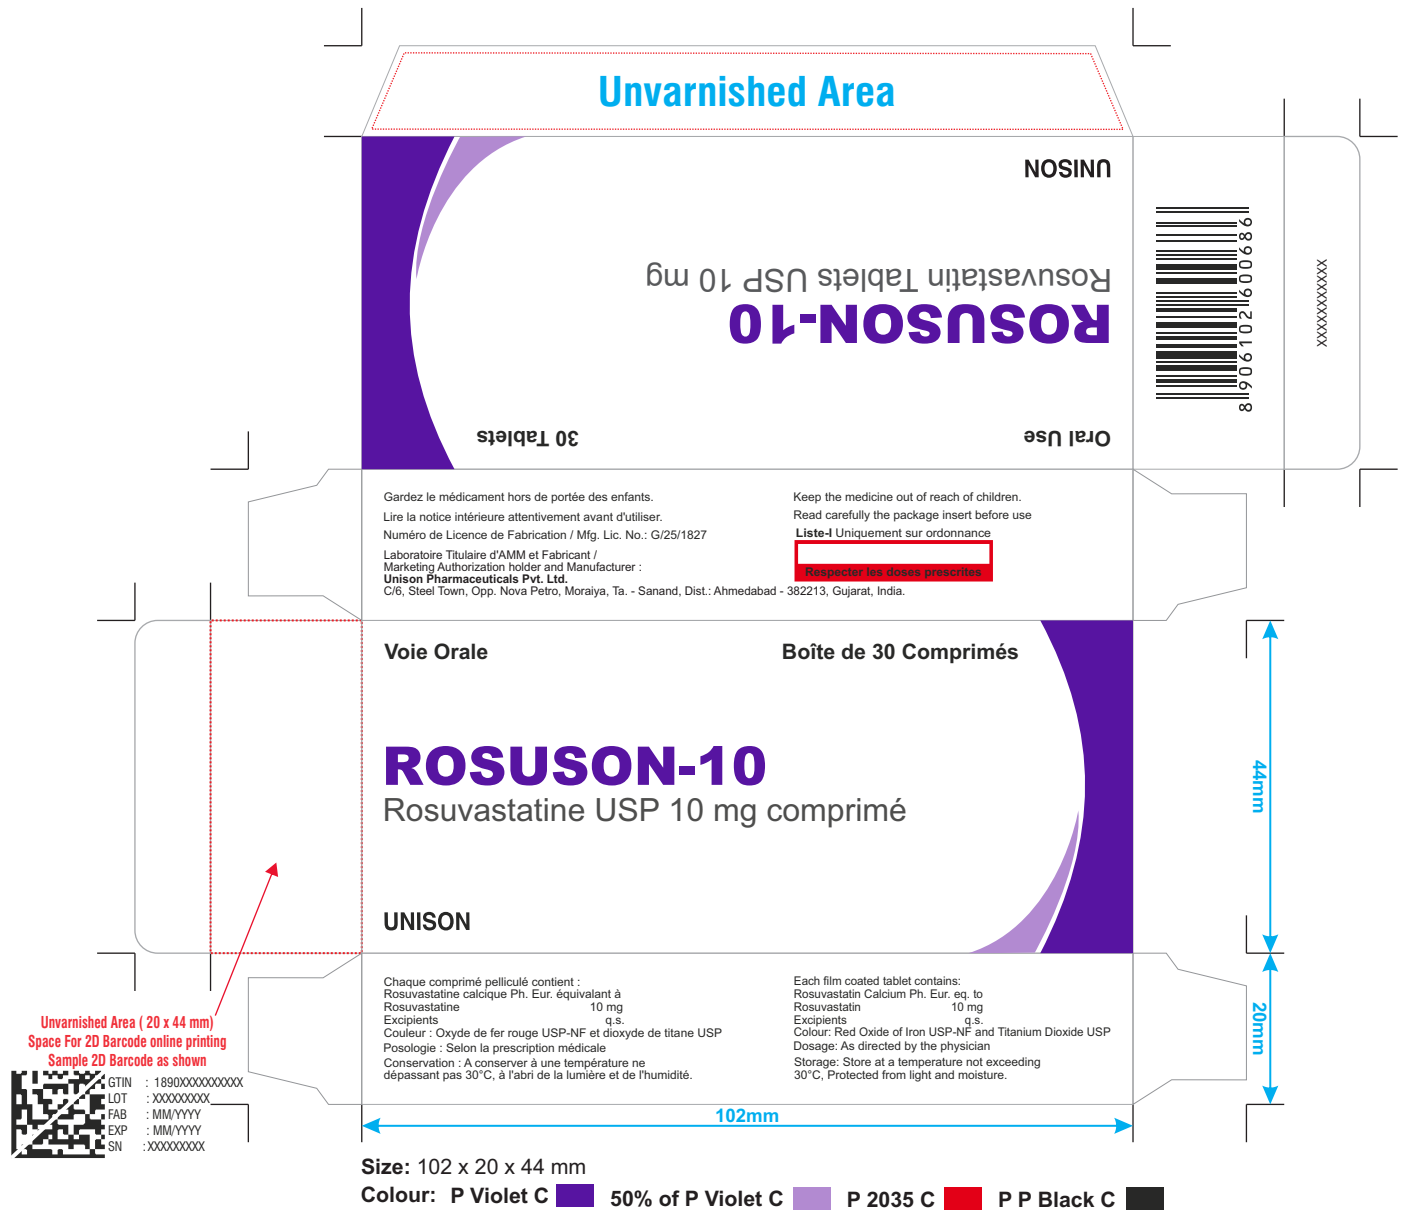 Unvarnished Area
UNISON
Rosuvastatin Tablets USP 10 mg
ROSUSON-10
30 Tablets
Oral Use
8906102600686
XXXXXXXXXXXX
Gardez le médicament hors de portée des enfants.
Lire la notice intérieure attentivement avant d'utiliser.
Numéro de Licence de Fabrication / Mfg. Lic. No.: G/25/1827
Laboratoire Titulaire d'AMM et Fabricant /
Marketing Authorization holder and Manufacturer :
Unison Pharmaceuticals Pvt. Ltd.
C/6, Steel Town, Opp. Nova Petro, Moraiya, Ta. - Sanand, Dist.: Ahmedabad - 382213, Gujarat, India.
Keep the medicine out of reach of children.
Read carefully the package insert before use
Liste-I Uniquement sur ordonnance
Respecter les doses prescrites
Voie Orale
Boîte de 30 Comprimés
ROSUSON-10
Rosuvastatine USP 10 mg comprimé
UNISON
44mm
Chaque comprimé pelliculé contient :
Rosuvastatine calcique Ph. Eur. équivalant à
Rosuvastatine 10 mg
Excipients q.s.
Couleur : Oxyde de fer rouge USP-NF et dioxyde de titane USP
Posologie : Selon la prescription médicale
Conservation : A conserver à une température ne
dépassant pas 30°C, à l'abri de la lumière et de l'humidité.
Each film coated tablet contains:
Rosuvastatin Calcium Ph. Eur. eq. to
Rosuvastatin 10 mg
Excipients q.s.
Colour: Red Oxide of Iron USP-NF and Titanium Dioxide USP
Dosage: As directed by the physician
Storage: Store at a temperature not exceeding
30°C, Protected from light and moisture.
20mm
Unvarnished Area ( 20 x 44 mm)
Space For 2D Barcode online printing
Sample 2D Barcode as shown
GTIN : 1890XXXXXXXXXX
LOT : XXXXXXXXX
FAB : MM/YYYY
EXP : MM/YYYY
SN : XXXXXXXXX
102mm
Size: 102 x 20 x 44 mm
Colour: P Violet C 50% of P Violet C P 2035 C P P Black C